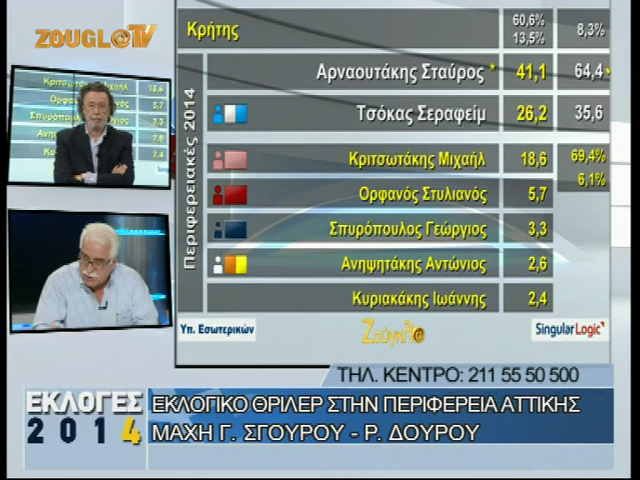 ZOUGL@TV
Κρήτης 60,6% 13,5% 8,3%
Περιφερειακές 2014
Αρναουτάκης Σταύρος * 41,1 64,4
Τσόκας Σεραφείμ 26,2 35,6
Κριτσωτάκης Μιχαήλ 18,6 69,4%
6,1%
Ορφανός Στυλιανός 5,7
Σπυρόπουλος Γεώργιος 3,3
Ανηψητάκης Αντώνιος 2,6
Κυριακάκης Ιωάννης 2,4
Υπ. Εσωτερικών Ζούγκλ@ SingularLogic
ΤΗΛ. ΚΕΝΤΡΟ: 211 55 50 500
ΕΚΛΟΓΕΣ
2014
ΕΚΛΟΓΙΚΟ ΘΡΙΛΕΡ ΣΤΗΝ ΠΕΡΙΦΕΡΕΙΑ ΑΤΤΙΚΗΣ
ΜΑΧΗ Γ. ΣΓΟΥΡΟΥ - Ρ. ΔΟΥΡΟΥ